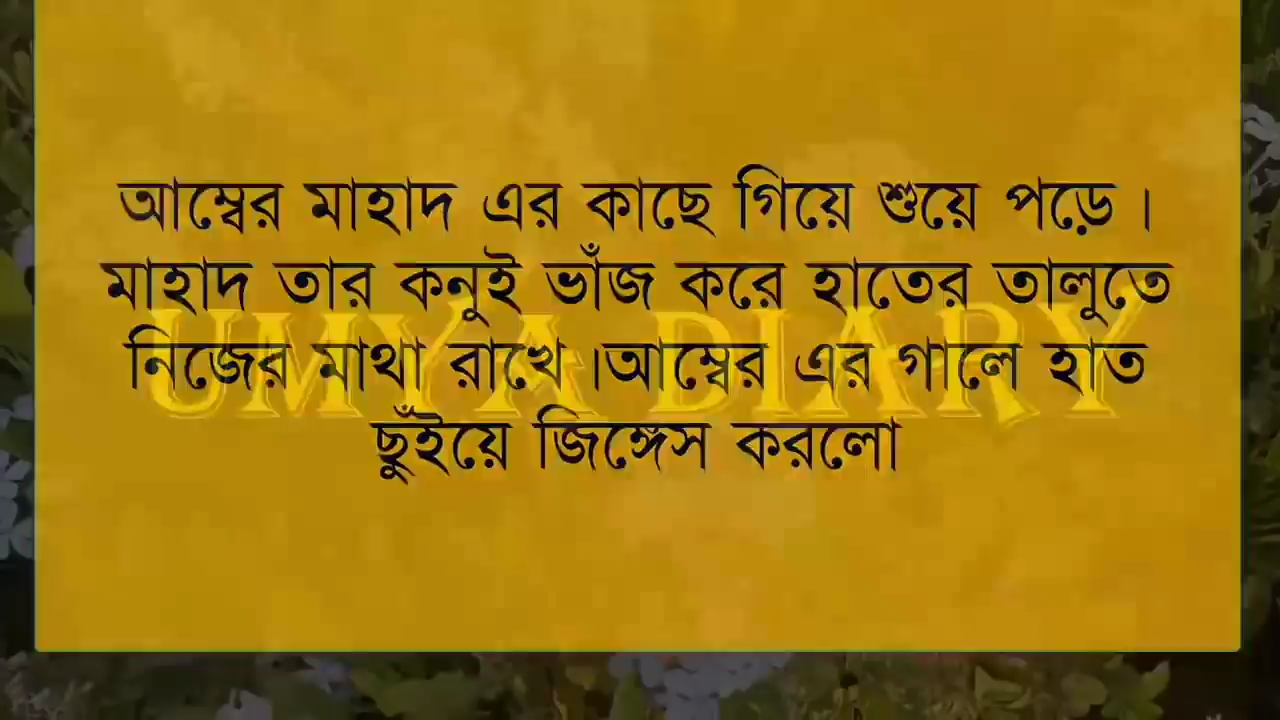 আম্বের মাহাদ এর কাছে গিয়ে শুয়ে পড়ে ।
মাহাদ তার কনুই ভাঁজ করে হাতের তালুতে
নিজের মাথা রাখে ।আম্বের এর গালে হাত
ছুঁইয়ে জিঙ্গেস করলো
UMYA DIARY